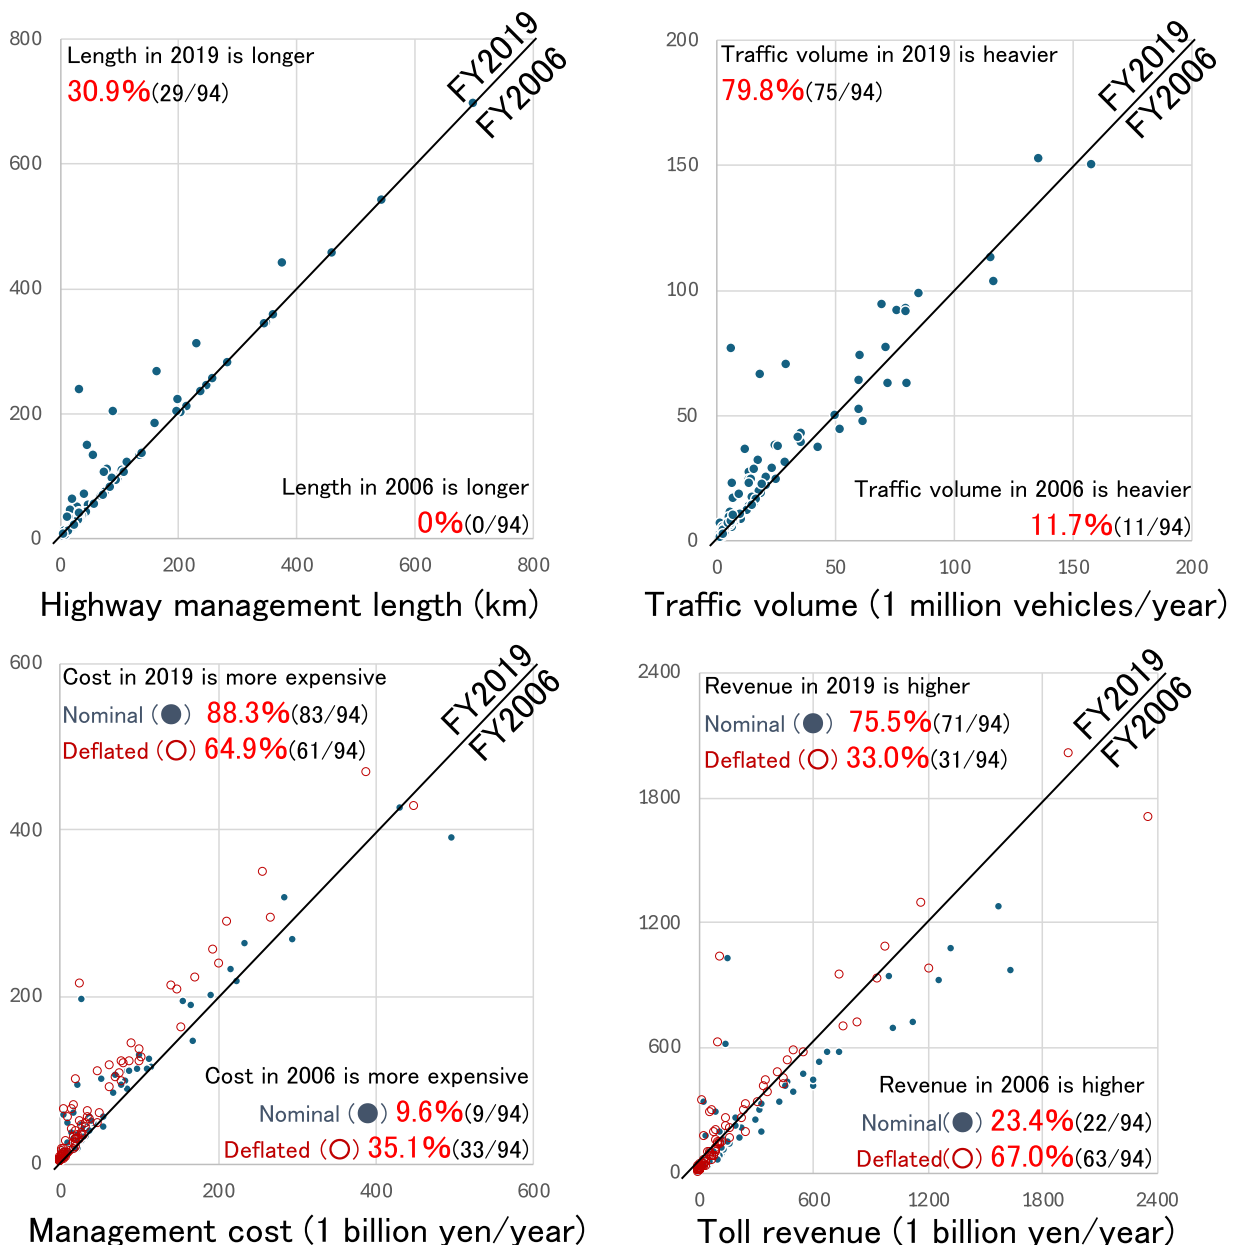 800
600
400
200
0
0 200 400 600 800
Length in 2019 is longer
30.9%(29/94)
FY2019
FY2006
Length in 2006 is longer
0%(0/94)
Highway management length (km)
200
150
100
50
0
0 50 100 150 200
Traffic volume in 2019 is heavier
79.8%(75/94)
FY2019
FY2006
Traffic volume in 2006 is heavier
11.7%(11/94)
Traffic volume (1 million vehicles/year)
600
400
200
0
0 200 400 600
Cost in 2019 is more expensive
Nominal (●) 88.3%(83/94)
Deflated (○) 64.9%(61/94)
FY2019
FY2006
Cost in 2006 is more expensive
Nominal (●) 9.6%(9/94)
Deflated (○) 35.1%(33/94)
Management cost (1 billion yen/year)
2400
1800
1200
600
0
0 600 1200 1800 2400
Revenue in 2019 is higher
Nominal (●) 75.5%(71/94)
Deflated (○) 33.0%(31/94)
FY2019
FY2006
Revenue in 2006 is higher
Nominal(●) 23.4%(22/94)
Deflated(○) 67.0%(63/94)
Toll revenue (1 billion yen/year)